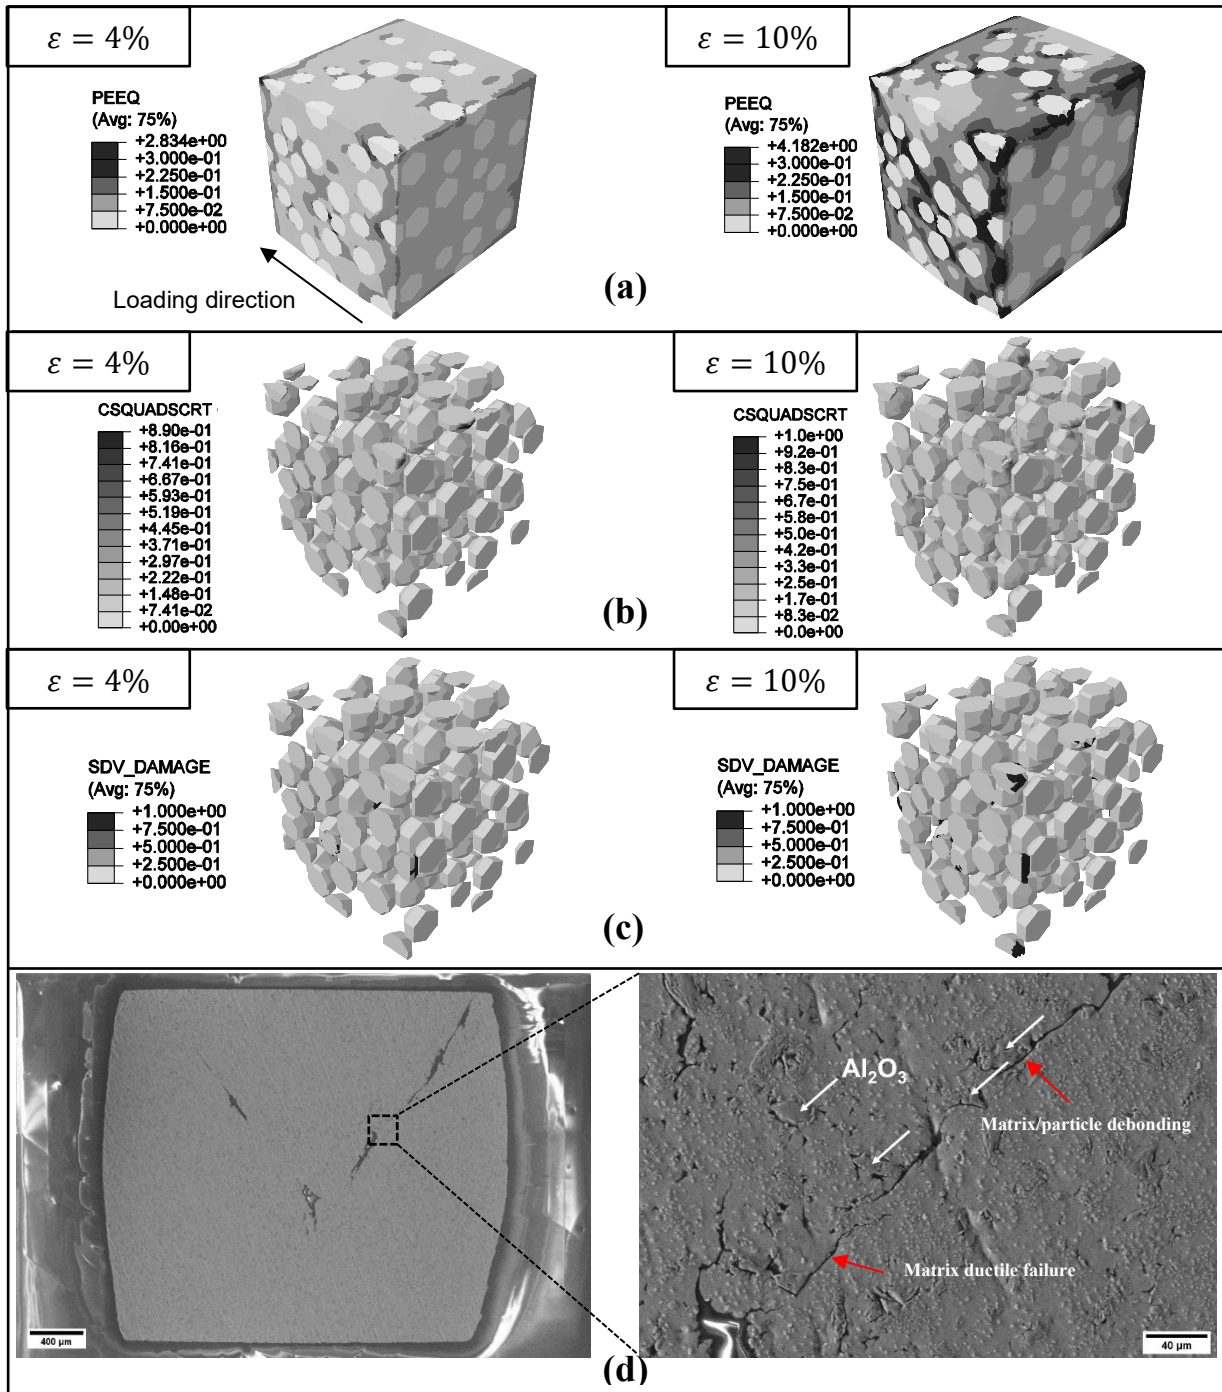 ε = 4%
PEEQ
(Avg: 75%)
+2.834e+00
+3.000e-01
+2.250e-01
+1.500e-01
+7.500e-02
+0.000e+00
Loading direction
ε = 10%
PEEQ
(Avg: 75%)
+4.182e+00
+3.000e-01
+2.250e-01
+1.500e-01
+7.500e-02
+0.000e+00
(a)
ε = 4%
CSQUADSCRT
+8.90e-01
+8.16e-01
+7.41e-01
+6.67e-01
+5.93e-01
+5.19e-01
+4.45e-01
+3.71e-01
+2.97e-01
+2.22e-01
+1.48e-01
+7.41e-02
+0.00e+00
ε = 10%
CSQUADSCRT
+1.0e+00
+9.2e-01
+8.3e-01
+7.5e-01
+6.7e-01
+5.8e-01
+5.0e-01
+4.2e-01
+3.3e-01
+2.5e-01
+1.7e-01
+8.3e-02
+0.0e+00
(b)
ε = 4%
SDV_DAMAGE
(Avg: 75%)
+1.000e+00
+7.500e-01
+5.000e-01
+2.500e-01
+0.000e+00
ε = 10%
SDV_DAMAGE
(Avg: 75%)
+1.000e+00
+7.500e-01
+5.000e-01
+2.500e-01
+0.000e+00
(c)
400 µm
Al₂O₃
Matrix/particle debonding
Matrix ductile failure
40 µm
(d)